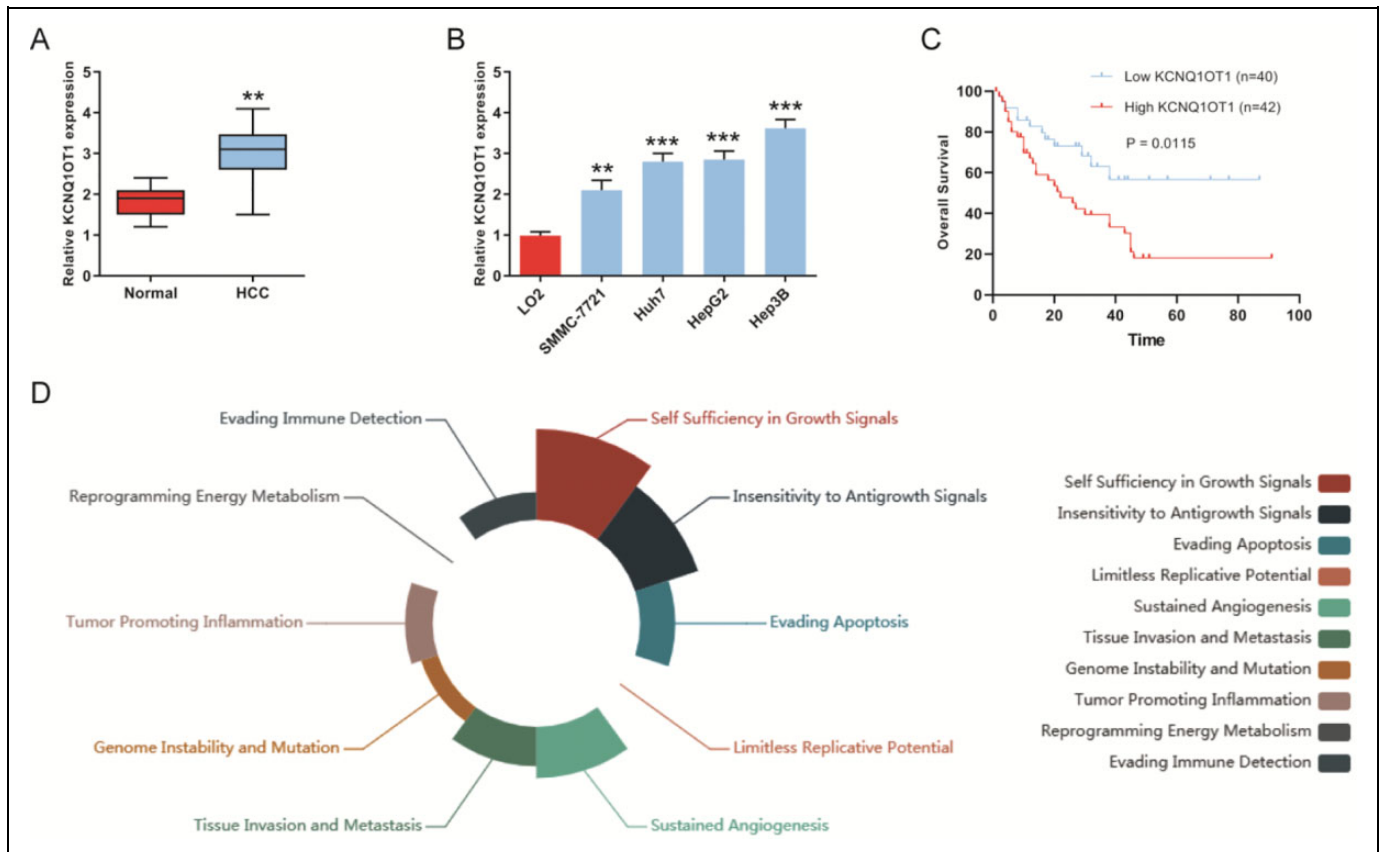 A
Relative KCNQ1OT1 expression
5
4
3
2
1
0
**
Normal
HCC
B
Relative KCNQ1OT1 expression
5
4
3
2
1
0
**
***
***
***
LO2
SMMC-7721
Huh7
HepG2
Hep3B
C
Low KCNQ1OT1 (n=40)
High KCNQ1OT1 (n=42)
P = 0.0115
Overall Survival
100
80
60
40
20
0
0
20
40
60
80
100
Time
D
Evading Immune Detection
Self Sufficiency in Growth Signals
Reprogramming Energy Metabolism
Insensitivity to Antigrowth Signals
Tumor Promoting Inflammation
Evading Apoptosis
Genome Instability and Mutation
Limitless Replicative Potential
Tissue Invasion and Metastasis
Sustained Angiogenesis
Self Sufficiency in Growth Signals
Insensitivity to Antigrowth Signals
Evading Apoptosis
Limitless Replicative Potential
Sustained Angiogenesis
Tissue Invasion and Metastasis
Genome Instability and Mutation
Tumor Promoting Inflammation
Reprogramming Energy Metabolism
Evading Immune Detection